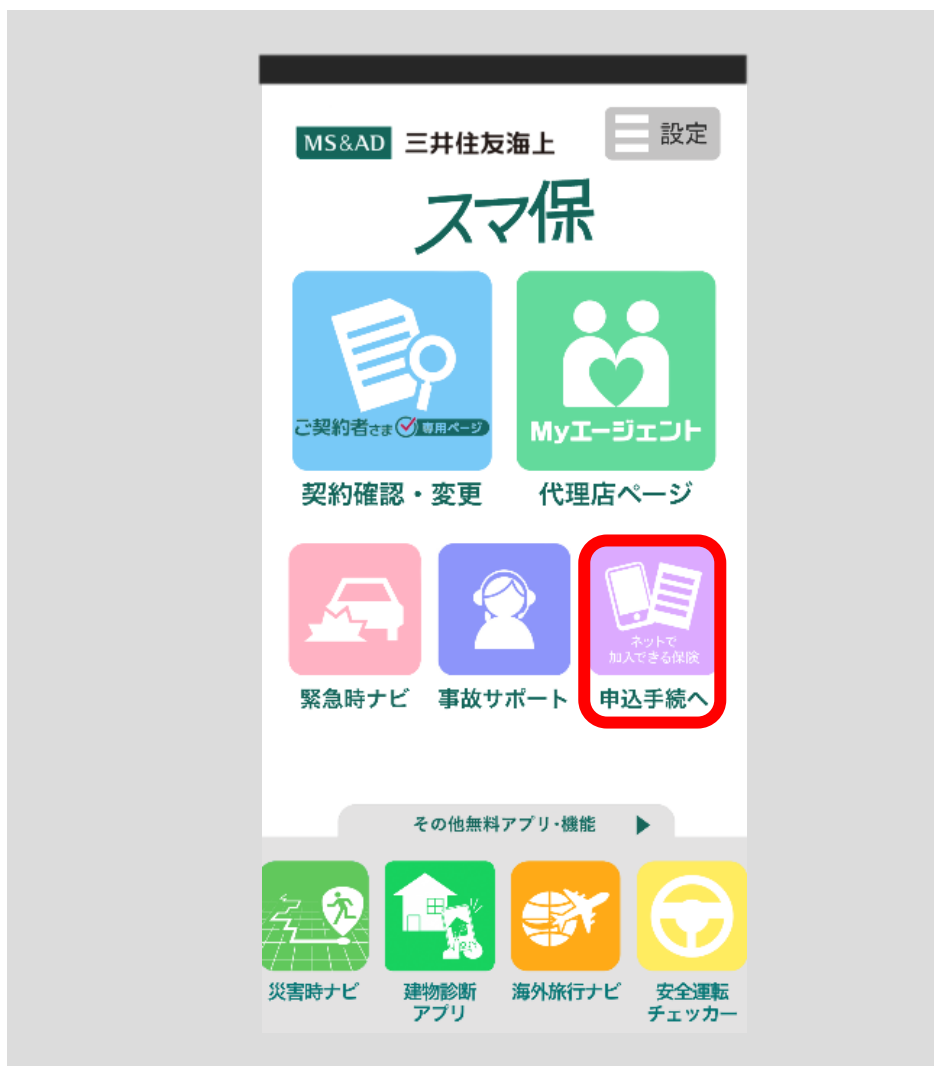 MS&AD 三井住友海上
設定
スマ保
ご契約者さま 専用ページ
Myエージェント
契約確認・変更
代理店ページ
ネットで
加入できる保険
緊急時ナビ
事故サポート
申込手続へ
その他無料アプリ・機能
災害時ナビ
建物診断
アプリ
海外旅行ナビ
安全運転
チェッカー